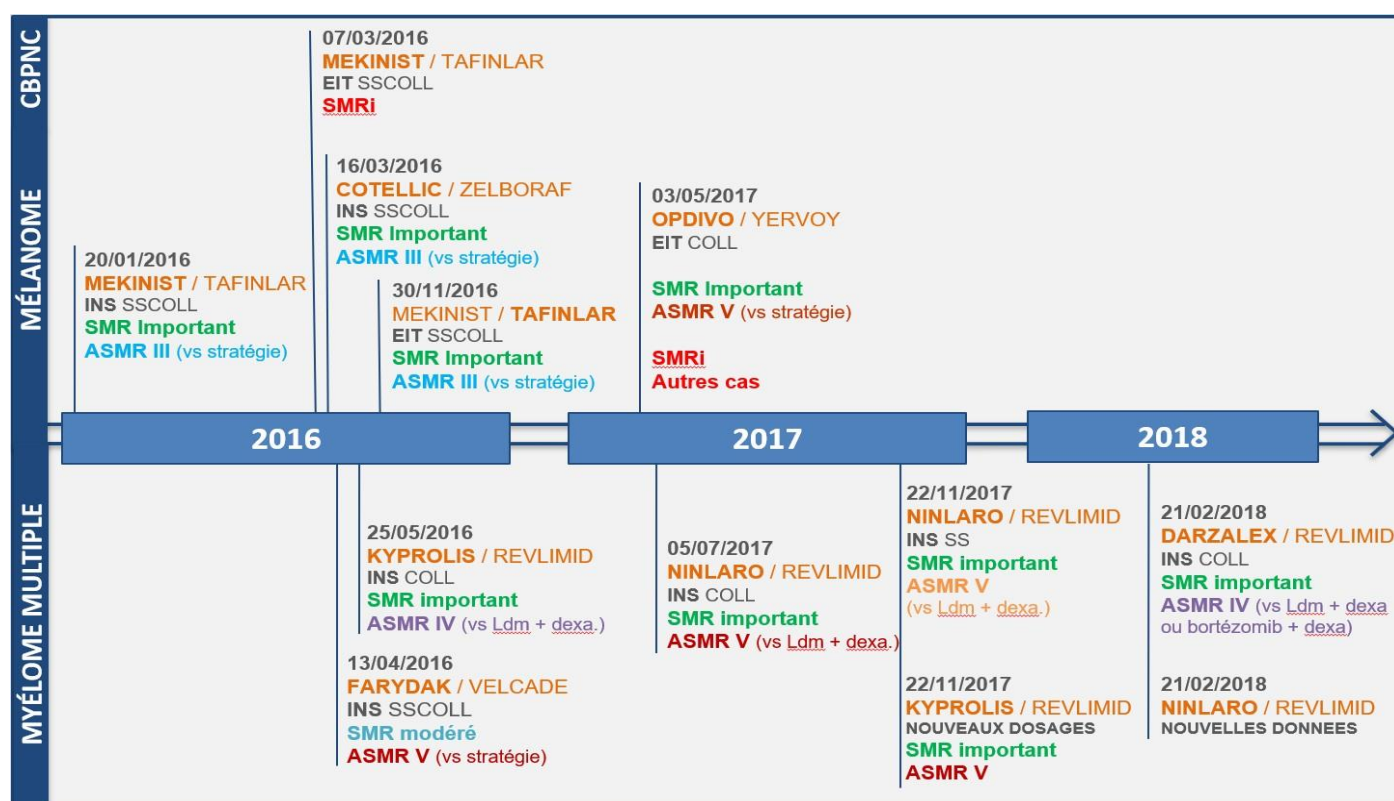 CBPNC
07/03/2016
MEKINIST / TAFINLAR
EIT SSCOLL
SMRi
MÉLANOME
20/01/2016
MEKINIST / TAFINLAR
INS SSCOLL
SMR Important
ASMR III (vs stratégie)
16/03/2016
COTELLIC / ZELBORAF
INS SSCOLL
SMR Important
ASMR III (vs stratégie)
30/11/2016
MEKINIST / TAFINLAR
EIT SSCOLL
SMR Important
ASMR III (vs stratégie)
03/05/2017
OPDIVO / YERVOY
EIT COLL
SMR Important
ASMR V (vs stratégie)
SMRi
Autres cas
2016
2017
2018
MYÉLOME MULTIPLE
25/05/2016
KYPROLIS / REVLIMID
INS COLL
SMR important
ASMR IV (vs Ldm + dexa.)
13/04/2016
FARYDAK / VELCADE
INS SSCOLL
SMR modéré
ASMR V (vs stratégie)
05/07/2017
NINLARO / REVLIMID
INS COLL
SMR important
ASMR V (vs Ldm + dexa.)
22/11/2017
NINLARO / REVLIMID
INS SS
SMR important
ASMR V
(vs Ldm + dexa.)
22/11/2017
KYPROLIS / REVLIMID
NOUVEAUX DOSAGES
SMR important
ASMR V
21/02/2018
DARZALEX / REVLIMID
INS COLL
SMR important
ASMR IV (vs Ldm + dexa
ou bortézomib + dexa)
21/02/2018
NINLARO / REVLIMID
NOUVELLES DONNEES